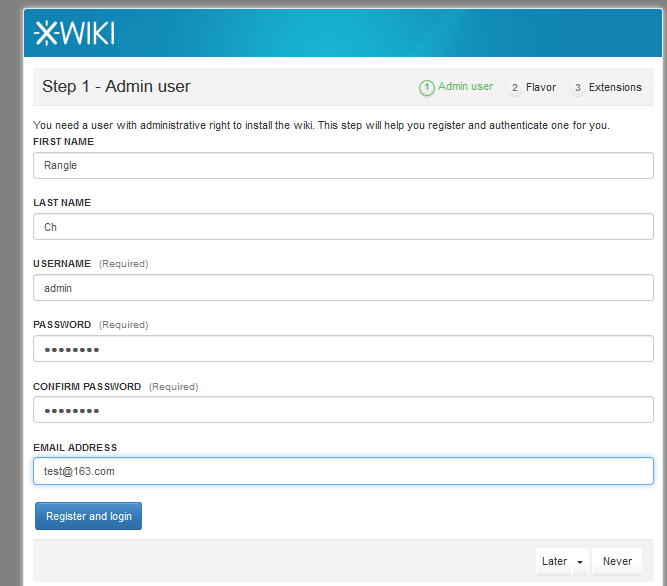 XWIKI
Step 1 - Admin user
1 Admin user 2 Flavor 3 Extensions
You need a user with administrative right to install the wiki. This step will help you register and authenticate one for you.
FIRST NAME
Rangle
LAST NAME
Ch
USERNAME (Required)
admin
PASSWORD (Required)
••••••••
CONFIRM PASSWORD (Required)
••••••••
EMAIL ADDRESS
test@163.com
Register and login
Later Never